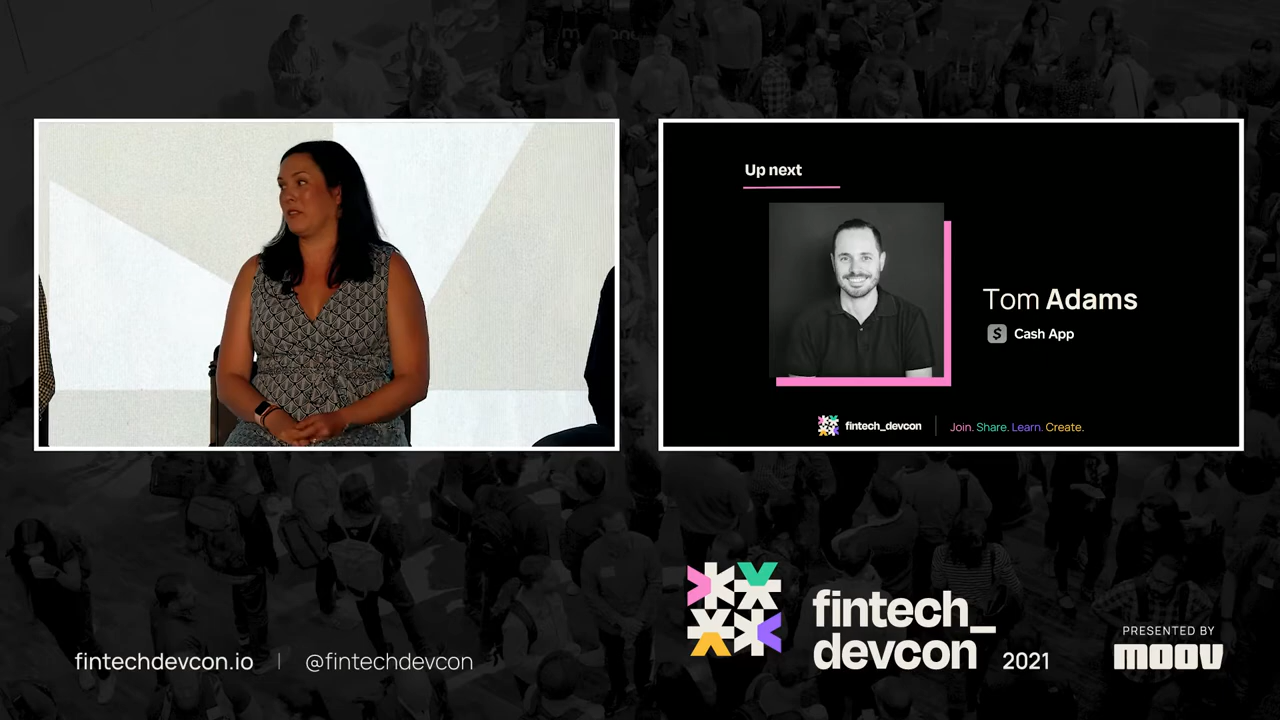 Up next
Tom Adams
$ Cash App
fintech_devcon
Join. Share. Learn. Create.
fintechdevcon.io | @fintechdevcon
fintech_
devcon 2021
PRESENTED BY
moov